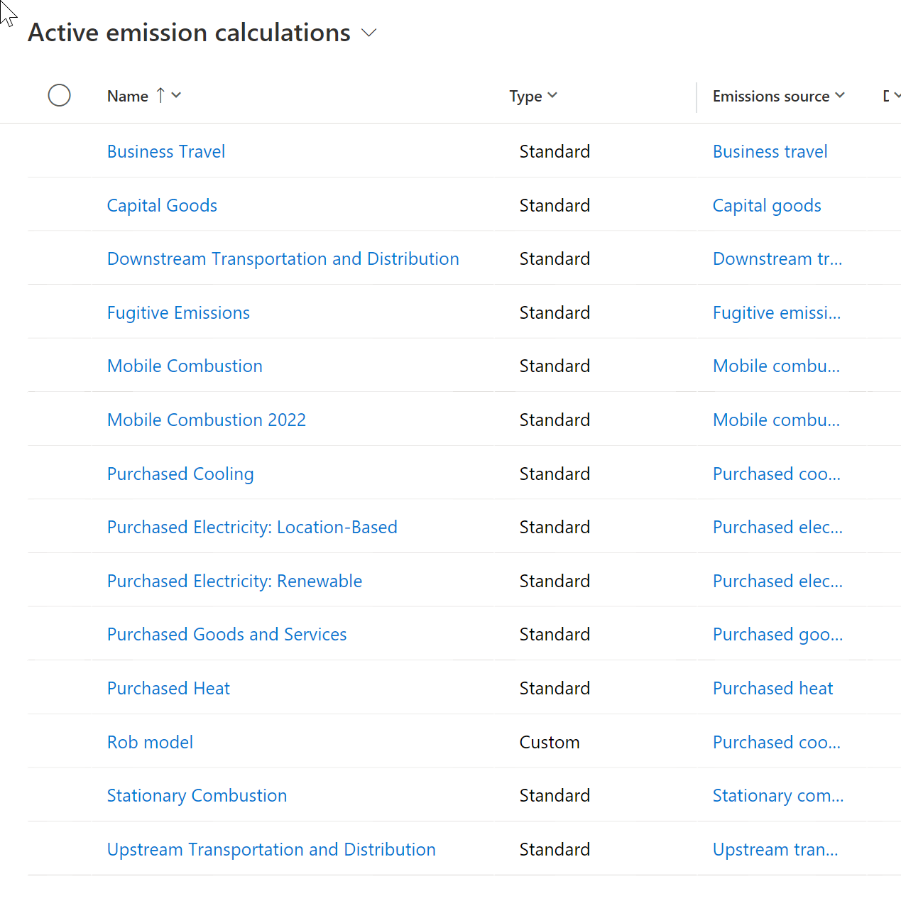 Active emission calculations
Name Type Emissions source D
Business Travel Standard Business travel
Capital Goods Standard Capital goods
Downstream Transportation and Distribution Standard Downstream tr...
Fugitive Emissions Standard Fugitive emissi...
Mobile Combustion Standard Mobile combu...
Mobile Combustion 2022 Standard Mobile combu...
Purchased Cooling Standard Purchased coo...
Purchased Electricity: Location-Based Standard Purchased elec...
Purchased Electricity: Renewable Standard Purchased elec...
Purchased Goods and Services Standard Purchased goo...
Purchased Heat Standard Purchased heat
Rob model Custom Purchased coo...
Stationary Combustion Standard Stationary com...
Upstream Transportation and Distribution Standard Upstream tran...